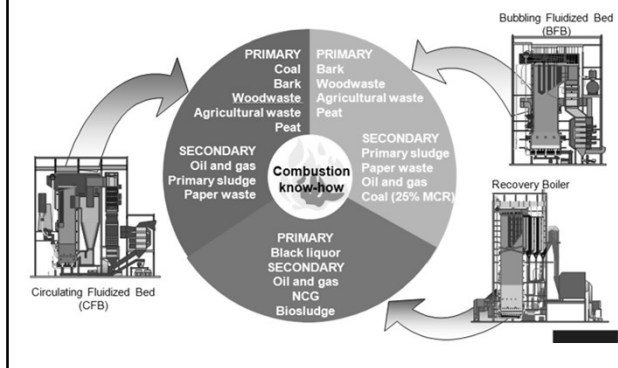 Bubbling Fluidized Bed
(BFB)
PRIMARY
Coal
Bark
Woodwaste
Agricultural waste
Peat
SECONDARY
Oil and gas
Primary sludge
Paper waste
PRIMARY
Bark
Woodwaste
Agricultural waste
Peat
SECONDARY
Primary sludge
Paper waste
Oil and gas
Coal (25% MCR)
Combustion
know-how
Recovery Boiler
PRIMARY
Black liquor
SECONDARY
Oil and gas
NCG
Biosludge
Circulating Fluidized Bed
(CFB)